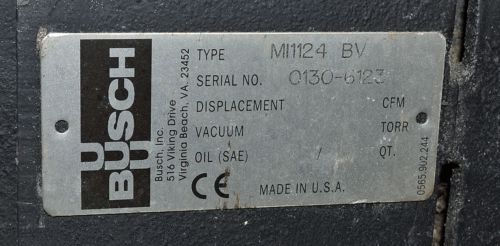 BUSCH
Busch, Inc.
516 Viking Drive
Virginia Beach, VA. 23452
TYPE MI1124 BV
SERIAL NO. 0130-6123
DISPLACEMENT CFM
VACUUM TORR
OIL (SAE) / QT.
CE MADE IN U.S.A.
0565.902.244